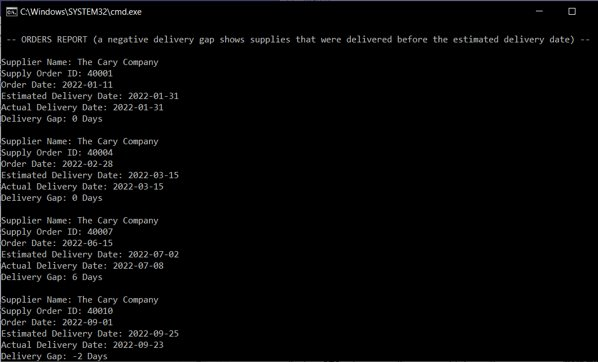 C:\Windows\SYSTEM32\cmd.exe
-- ORDERS REPORT (a negative delivery gap shows supplies that were delivered before the estimated delivery date) --
Supplier Name: The Cary Company
Supply Order ID: 40001
Order Date: 2022-01-11
Estimated Delivery Date: 2022-01-31
Actual Delivery Date: 2022-01-31
Delivery Gap: 0 Days
Supplier Name: The Cary Company
Supply Order ID: 40004
Order Date: 2022-02-28
Estimated Delivery Date: 2022-03-15
Actual Delivery Date: 2022-03-15
Delivery Gap: 0 Days
Supplier Name: The Cary Company
Supply Order ID: 40007
Order Date: 2022-06-15
Estimated Delivery Date: 2022-07-02
Actual Delivery Date: 2022-07-08
Delivery Gap: 6 Days
Supplier Name: The Cary Company
Supply Order ID: 40010
Order Date: 2022-09-01
Estimated Delivery Date: 2022-09-25
Actual Delivery Date: 2022-09-23
Delivery Gap: -2 Days